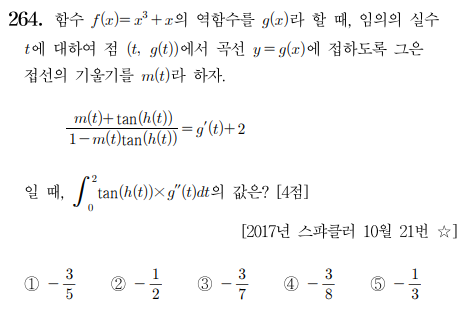 264. 함수 f(x)=x³+x의 역함수를 g(x)라 할 때, 임의의 실수
t에 대하여 점 (t, g(t))에서 곡선 y=g(x)에 접하도록 그은
접선의 기울기를 m(t)라 하자.
m(t)+tan(h(t))
1-m(t)tan(h(t))
=g′(t)+2
일 때, ∫₀² tan(h(t))×g″(t)dt의 값은? [4점]
[2017년 스퍄클러 10월 21번 ☆]
① -3/5 ② -1/2 ③ -3/7 ④ -3/8 ⑤ -1/3